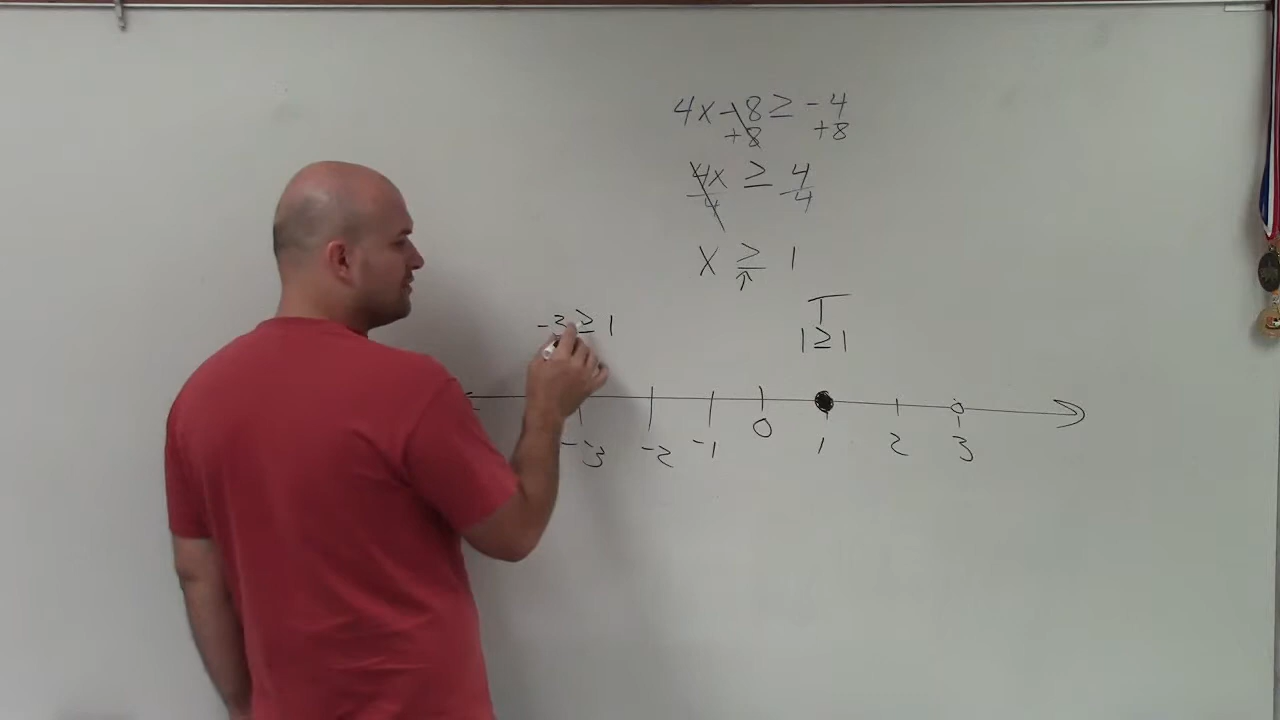 4x - 8 ≥ -4
+8 +8
4x ≥ 4
4 4
x ≥ 1
↑
T
-3 ≥ 1
1 ≥ 1
-3 -2 -1 0 1 2 3